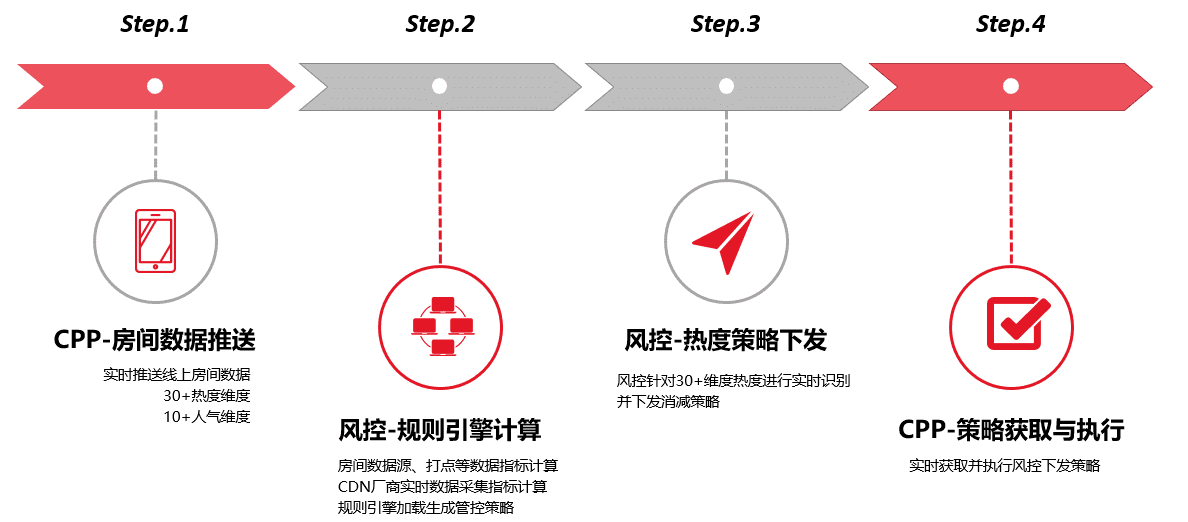 Step.1
Step.2
Step.3
Step.4
CPP-房间数据推送
实时推送线上房间数据
30+热度维度
10+人气维度
风控-规则引擎计算
房间数据源、打点等数据指标计算
CDN厂商实时数据采集指标计算
规则引擎加载生成管控策略
风控-热度策略下发
风控针对30+维度热度进行实时识别
并下发消减策略
CPP-策略获取与执行
实时获取并执行风控下发策略